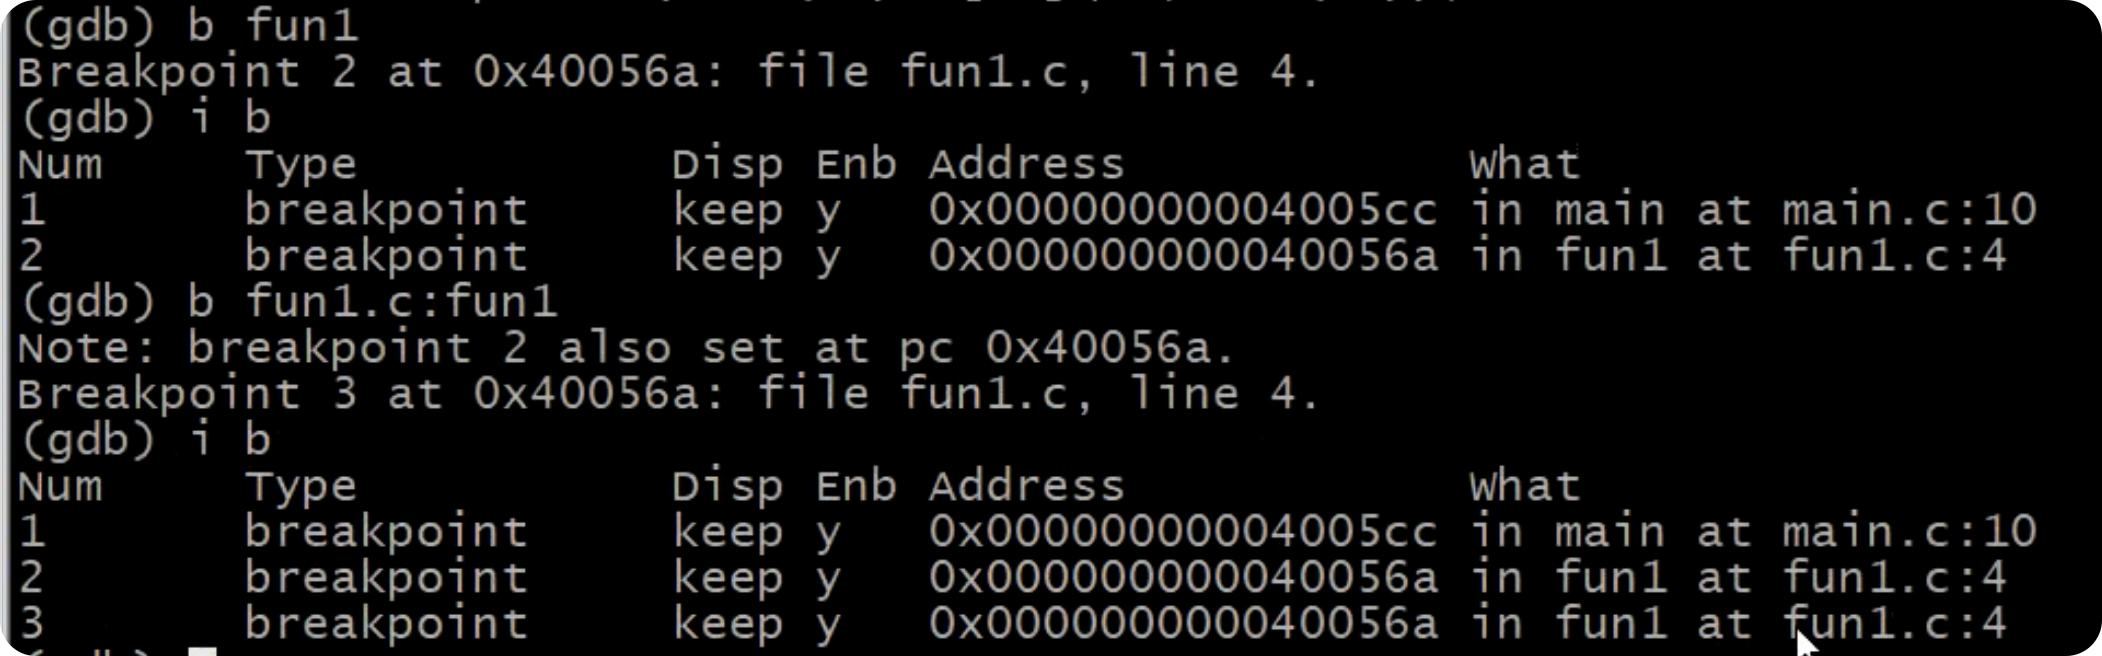 (gdb) b fun1
Breakpoint 2 at 0x40056a: file fun1.c, line 4.
(gdb) i b
Num     Type           Disp Enb Address            What
1       breakpoint     keep y   0x00000000004005cc in main at main.c:10
2       breakpoint     keep y   0x000000000040056a in fun1 at fun1.c:4
(gdb) b fun1.c:fun1
Note: breakpoint 2 also set at pc 0x40056a.
Breakpoint 3 at 0x40056a: file fun1.c, line 4.
(gdb) i b
Num     Type           Disp Enb Address            What
1       breakpoint     keep y   0x00000000004005cc in main at main.c:10
2       breakpoint     keep y   0x000000000040056a in fun1 at fun1.c:4
3       breakpoint     keep y   0x000000000040056a in fun1 at fun1.c:4